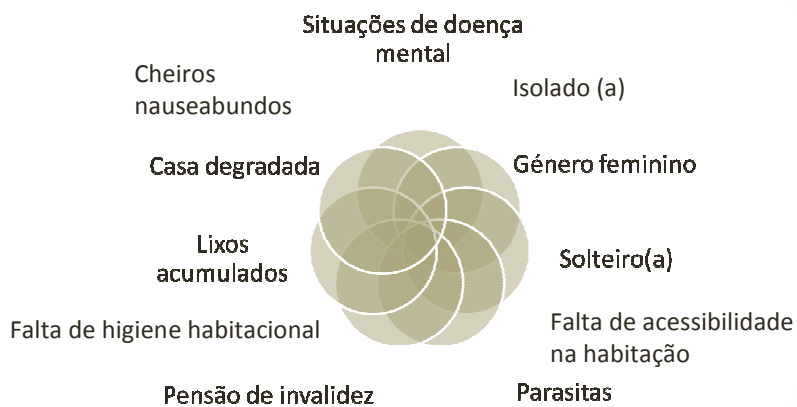 Situações de doença
mental
Cheiros
nauseabundos
Isolado (a)
Casa degradada
Género feminino
Lixos
acumulados
Solteiro(a)
Falta de higiene habitacional
Falta de acessibilidade
na habitação
Pensão de invalidez
Parasitas